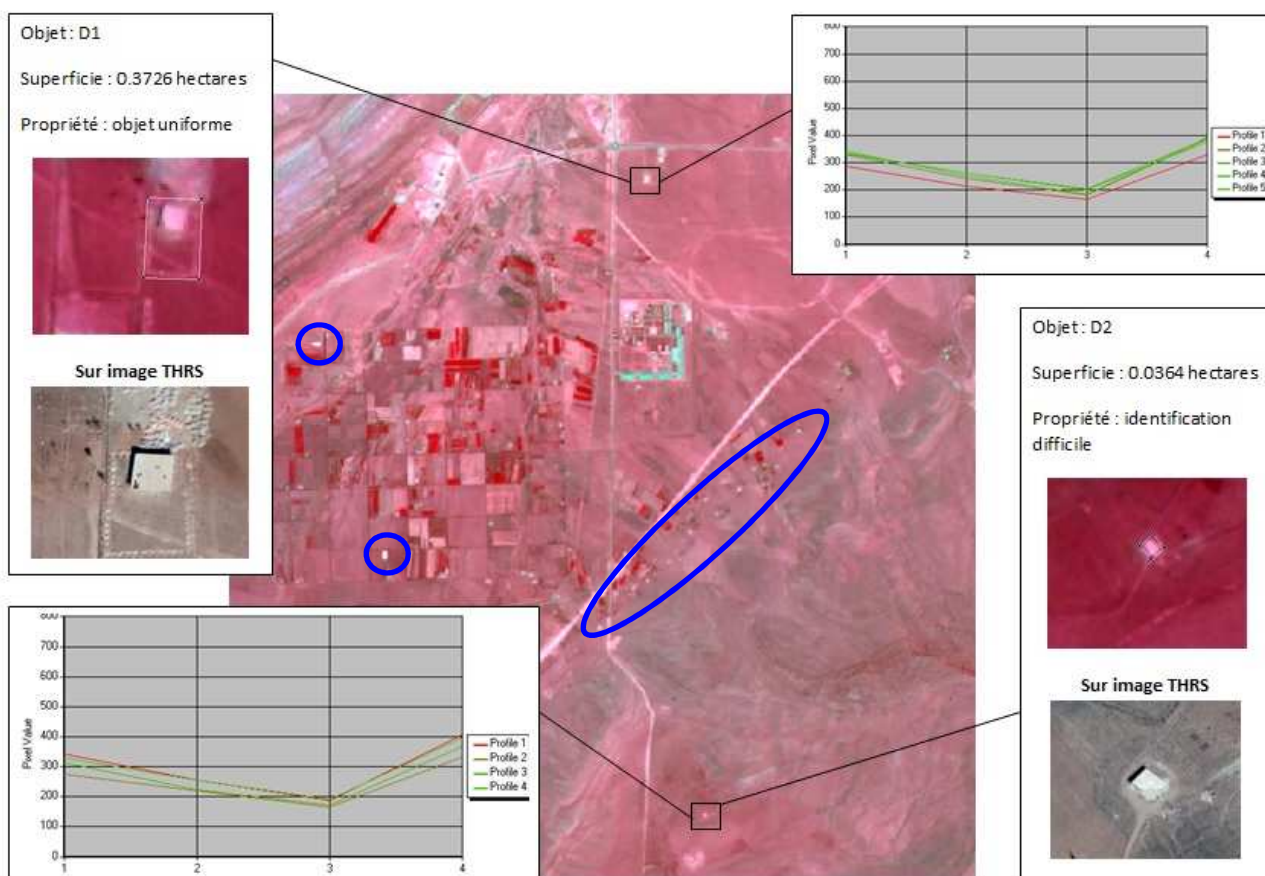 Objet : D1
Superficie : 0.3726 hectares
Propriété : objet uniforme
Sur image THRS
800
700
600
500
400
300
200
100
0
Pixel Value
1
2
3
4
Profile 1
Profile 2
Profile 3
Profile 4
Profile 5
Objet : D2
Superficie : 0.0364 hectares
Propriété : identification
difficile
Sur image THRS
800
700
600
500
400
300
200
100
0
Pixel Value
1
2
3
4
Profile 1
Profile 2
Profile 3
Profile 4